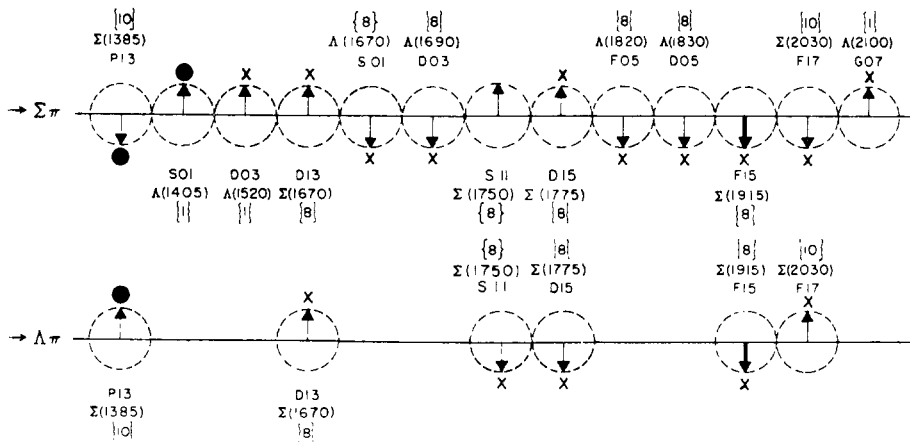 {10} {8} {8} {8} {8} {10} {1}
Σ(1385) Λ(1670) Λ(1690) Λ(1820) Λ(1830) Σ(2030) Λ(2100)
P13 S01 D03 F05 D05 F17 G07
X X X X
→ Σπ
X X X X X X
S01 D03 D13 S11 D15 F15
Λ(1405) Λ(1520) Σ(1670) Σ(1750) Σ(1775) Σ(1915)
{1} {1} {8} {8} {8} {8}
{8} {8} {8} {10}
Σ(1750) Σ(1775) Σ(1915) Σ(2030)
S11 D15 F15 F17
X X
→ Λπ
X X X
P13 D13
Σ(1385) Σ(1670)
{10} {8}